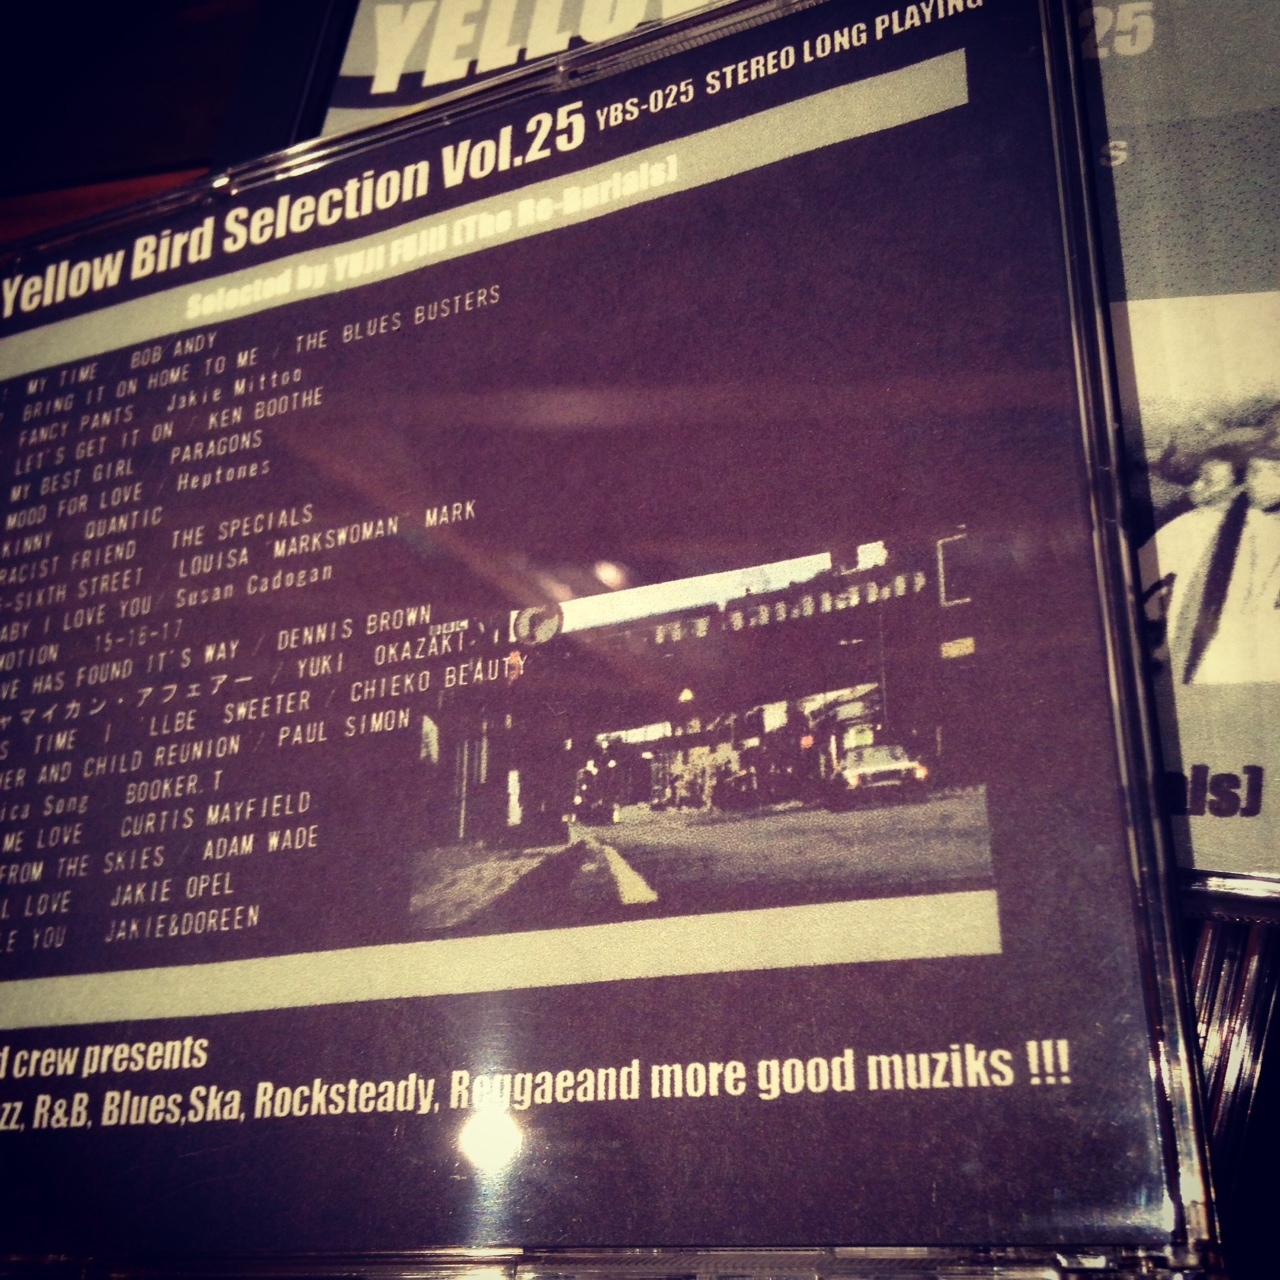 YELLOW
25
s
Yellow Bird Selection Vol.25 YBS-025 STEREO LONG PLAYING
Selected by YUJI FUJII (The Re-Burials)
MY TIME / BOB ANDY
BRING IT ON HOME TO ME / THE BLUES BUSTERS
FANCY PANTS Jakie Mittoo
LET'S GET IT ON / KEN BOOTHE
MY BEST GIRL PARAGONS
MOOD FOR LOVE / Heptones
KINNY QUANTIC
RACIST FRIEND THE SPECIALS
-SIXTH STREET LOUISA "MARKSWOMAN" MARK
ABY I LOVE YOU/ Susan Cadogan
MOTION 15-16-17
VE HAS FOUND IT'S WAY / DENNIS BROWN
ャマイカン・アフェアー / YUKI OKAZAKI
S TIME I 'LLBE SWEETER / CHIEKO BEAUTY
HER AND CHILD REUNION / PAUL SIMON
ica Song BOOKER.T
ME LOVE CURTIS MAYFIELD
FROM THE SKIES / ADAM WADE
L LOVE JAKIE OPEL
LE YOU JAKIE&DOREEN
ials)
d crew presents
zz, R&B, Blues,Ska, Rocksteady, Reggaeand more good muziks !!!